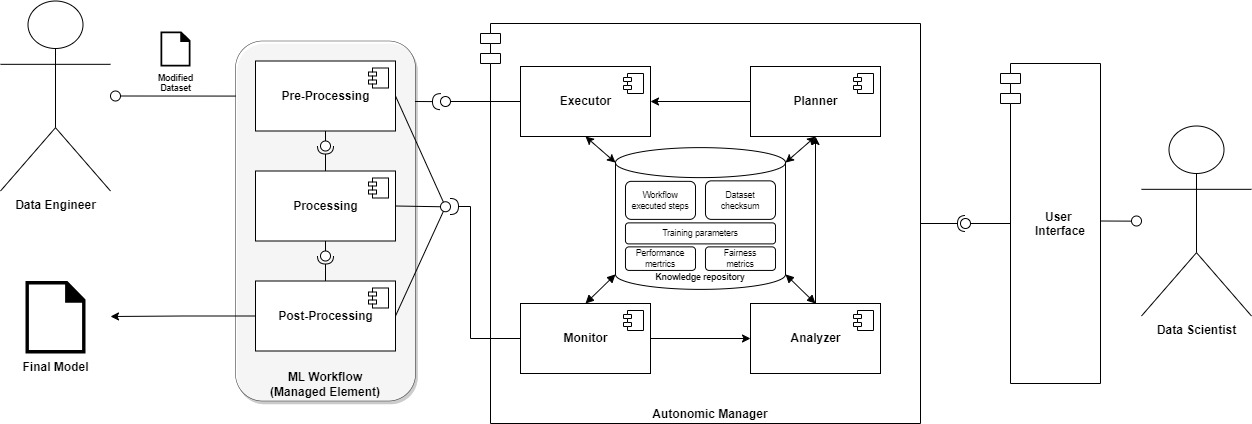 Data Engineer
Modified
Dataset
Final Model
Pre-Processing
Processing
Post-Processing
ML Workflow
(Managed Element)
Executor
Planner
Workflow
executed steps
Dataset
checksum
Training parameters
Performance
mertrics
Fairness
metrics
Knowledge repository
Monitor
Analyzer
Autonomic Manager
User
Interface
Data Scientist